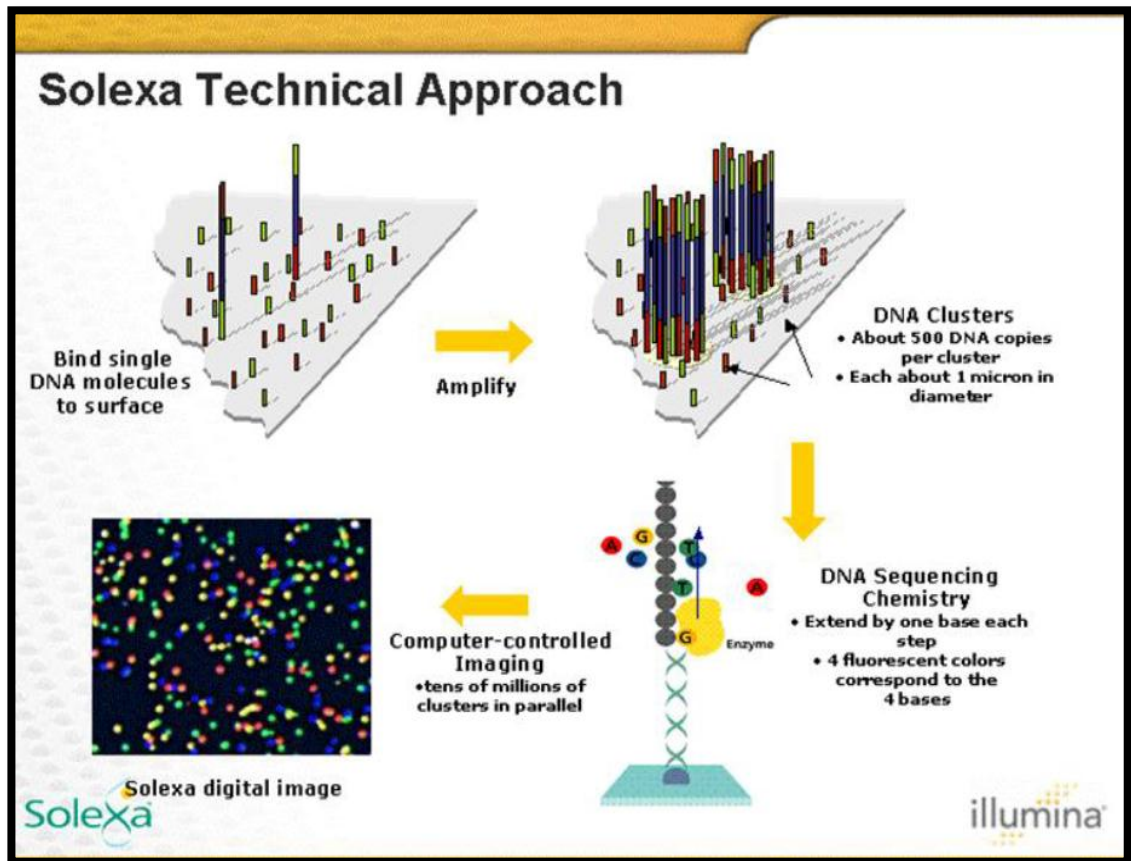 Solexa Technical Approach
Bind single
DNA molecules
to surface
Amplify
DNA Clusters
• About 500 DNA copies
per cluster
• Each about 1 micron in
diameter
DNA Sequencing
Chemistry
• Extend by one base each
step
• 4 fluorescent colors
correspond to the
4 bases
A
G
C
T
C
T
A
G
Enzyme
Computer-controlled
Imaging
•tens of millions of
clusters in parallel
Solexa digital image
Solexa
illumina